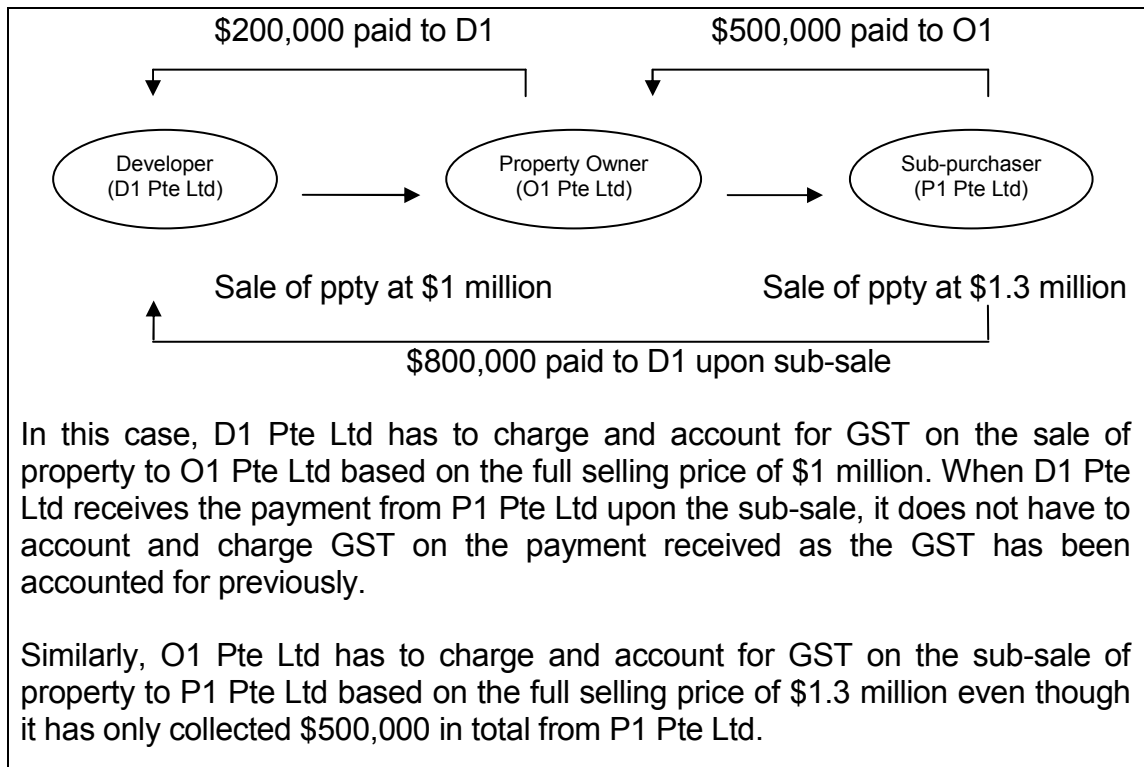 $200,000 paid to D1
$500,000 paid to O1
Developer
(D1 Pte Ltd)
Property Owner
(O1 Pte Ltd)
Sub-purchaser
(P1 Pte Ltd)
Sale of ppty at $1 million
Sale of ppty at $1.3 million
$800,000 paid to D1 upon sub-sale
In this case, D1 Pte Ltd has to charge and account for GST on the sale of
property to O1 Pte Ltd based on the full selling price of $1 million. When D1 Pte
Ltd receives the payment from P1 Pte Ltd upon the sub-sale, it does not have to
account and charge GST on the payment received as the GST has been
accounted for previously.
Similarly, O1 Pte Ltd has to charge and account for GST on the sub-sale of
property to P1 Pte Ltd based on the full selling price of $1.3 million even though
it has only collected $500,000 in total from P1 Pte Ltd.